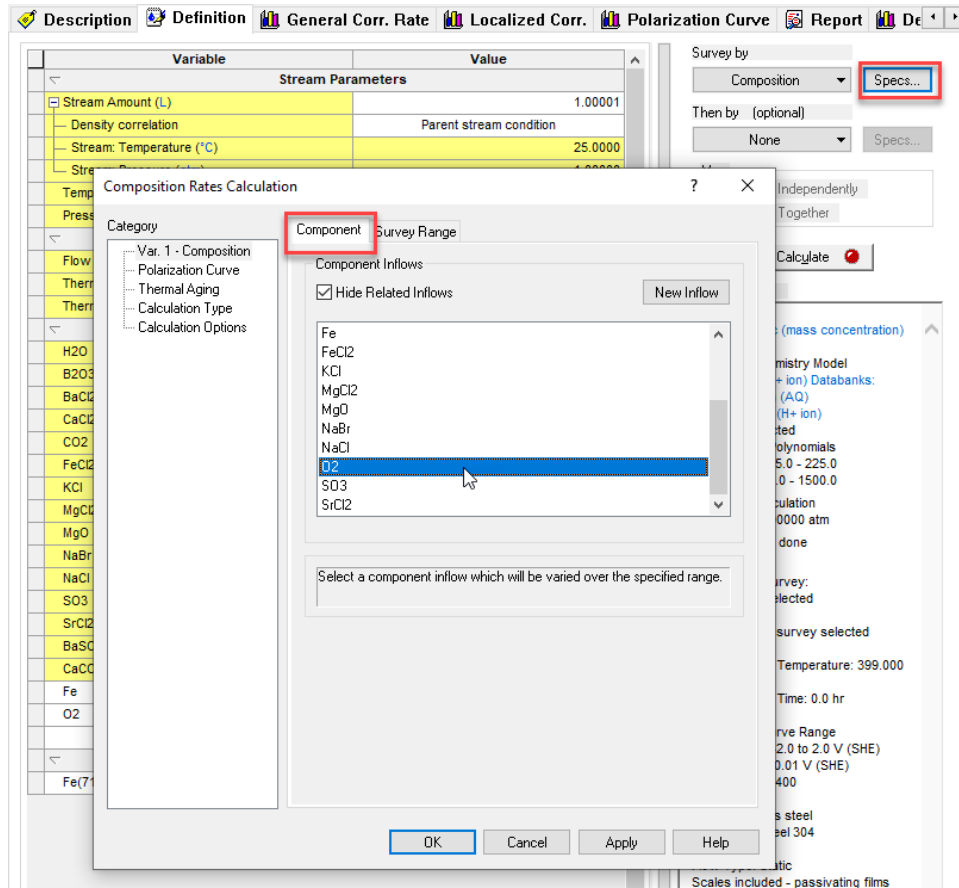 Description Definition General Corr. Rate Localized Corr. Polarization Curve Report
Variable Value
Stream Parameters
Stream Amount (L) 1.00001
Density correlation Parent stream condition
Stream: Temperature (°C) 25.0000
Survey by
Composition Specs...
Then by (optional)
None Specs...
Independently
Together
Calculate
Temp
Press
Flow
Therr
Therr
H2O
B2O3
BaCl2
CaCl2
CO2
FeCl2
KCl
MgCl2
MgO
NaBr
NaCl
SO3
SrCl2
BaSO
CaCO
Fe
O2
Fe(71
Composition Rates Calculation ? X
Category
Var. 1 - Composition
Polarization Curve
Thermal Aging
Calculation Type
Calculation Options
Component Survey Range
Component Inflows
Hide Related Inflows New Inflow
Fe
FeCl2
KCl
MgCl2
MgO
NaBr
NaCl
O2
SO3
SrCl2
Select a component inflow which will be varied over the specified range.
OK Cancel Apply Help
(mass concentration)
mistry Model
+ ion) Databanks:
(AQ)
(H+ ion)
cted
olynomials
5.0 - 225.0
.0 - 1500.0
culation
0000 atm
done
urvey:
elected
survey selected
Temperature: 399.000
Time: 0.0 hr
rve Range
2.0 to 2.0 V (SHE)
0.01 V (SHE)
400
s steel
eel 304
Scales included - passivating films